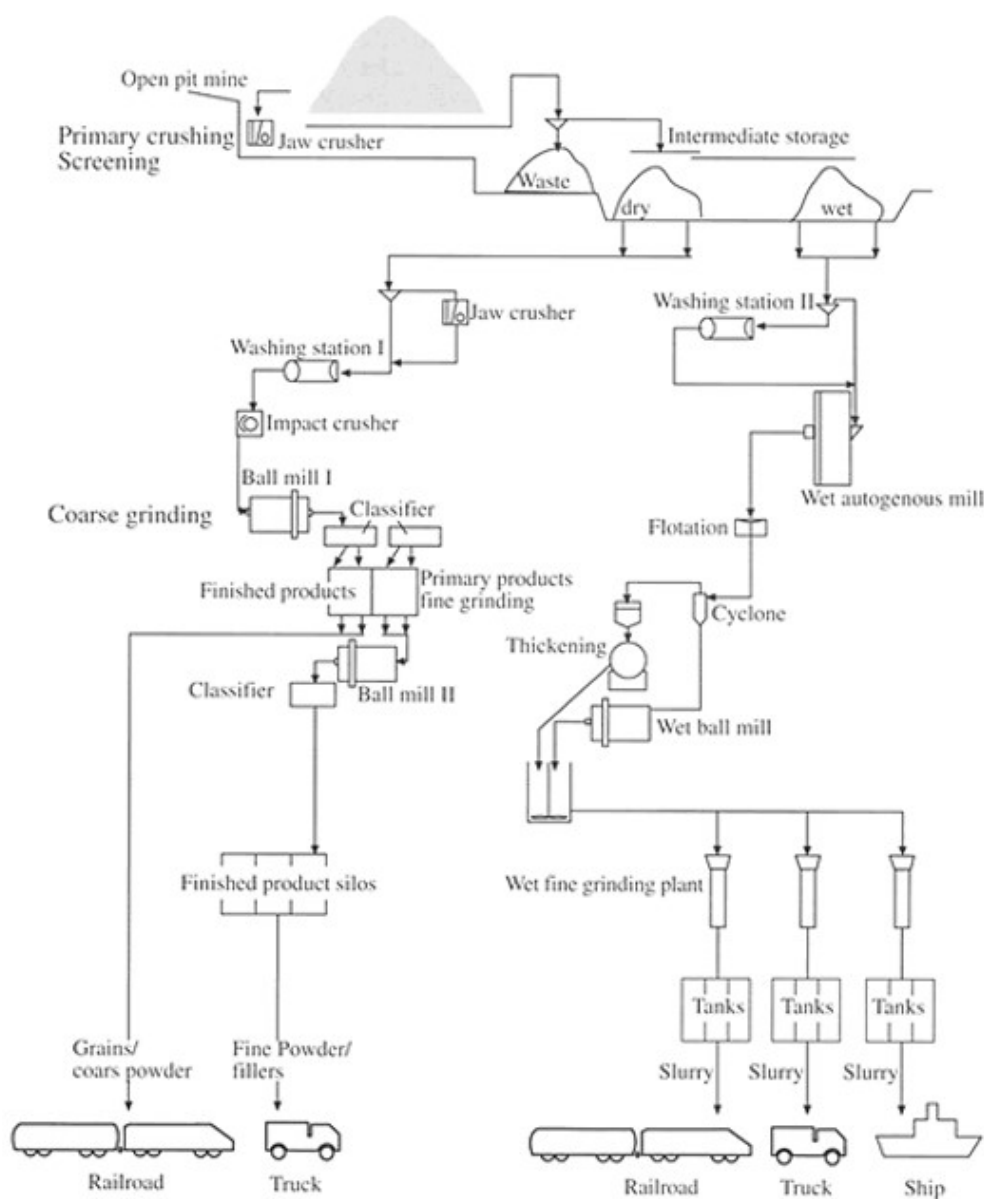 Open pit mine
Primary crushing
Screening
Jaw crusher
Intermediate storage
Waste
dry
wet
Jaw crusher
Washing station II
Washing station I
Impact crusher
Ball mill I
Wet autogenous mill
Coarse grinding
Classifier
Flotation
Finished products
Primary products
fine grinding
Cyclone
Thickening
Classifier
Ball mill II
Wet ball mill
Finished product silos
Wet fine grinding plant
Tanks
Tanks
Tanks
Grains/
coars powder
Fine Powder/
fillers
Slurry
Slurry
Slurry
Railroad
Truck
Railroad
Truck
Ship